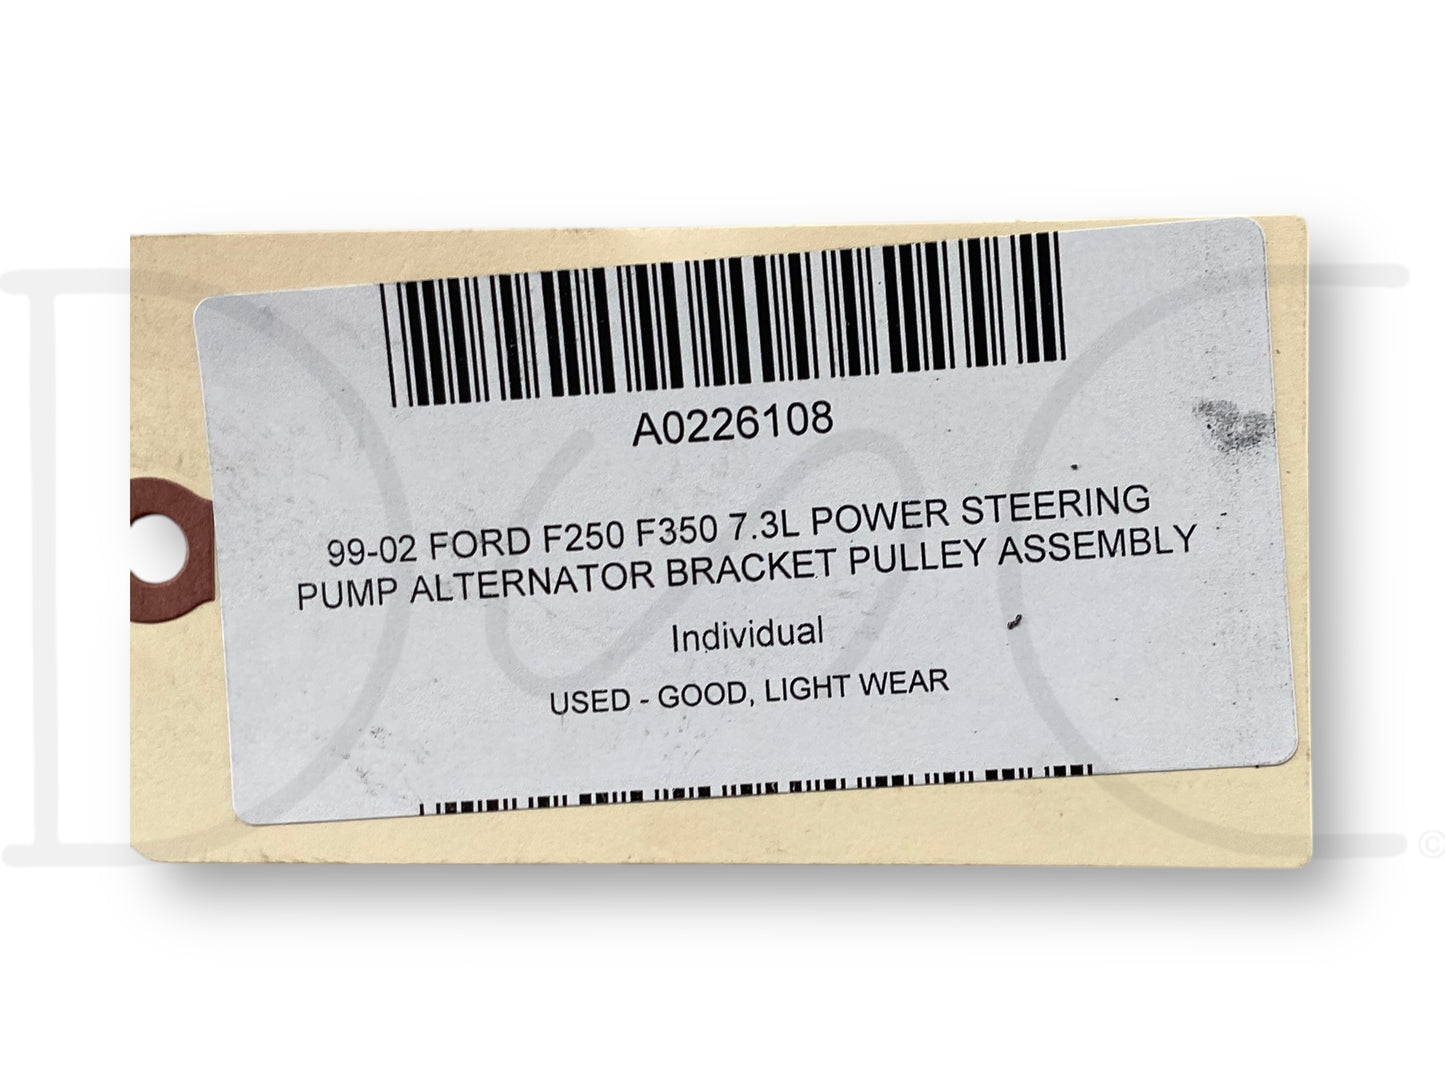 A0226108
99-02 FORD F250 F350 7.3L POWER STEERING
PUMP ALTERNATOR BRACKET PULLEY ASSEMBLY
Individual
USED - GOOD, LIGHT WEAR
©